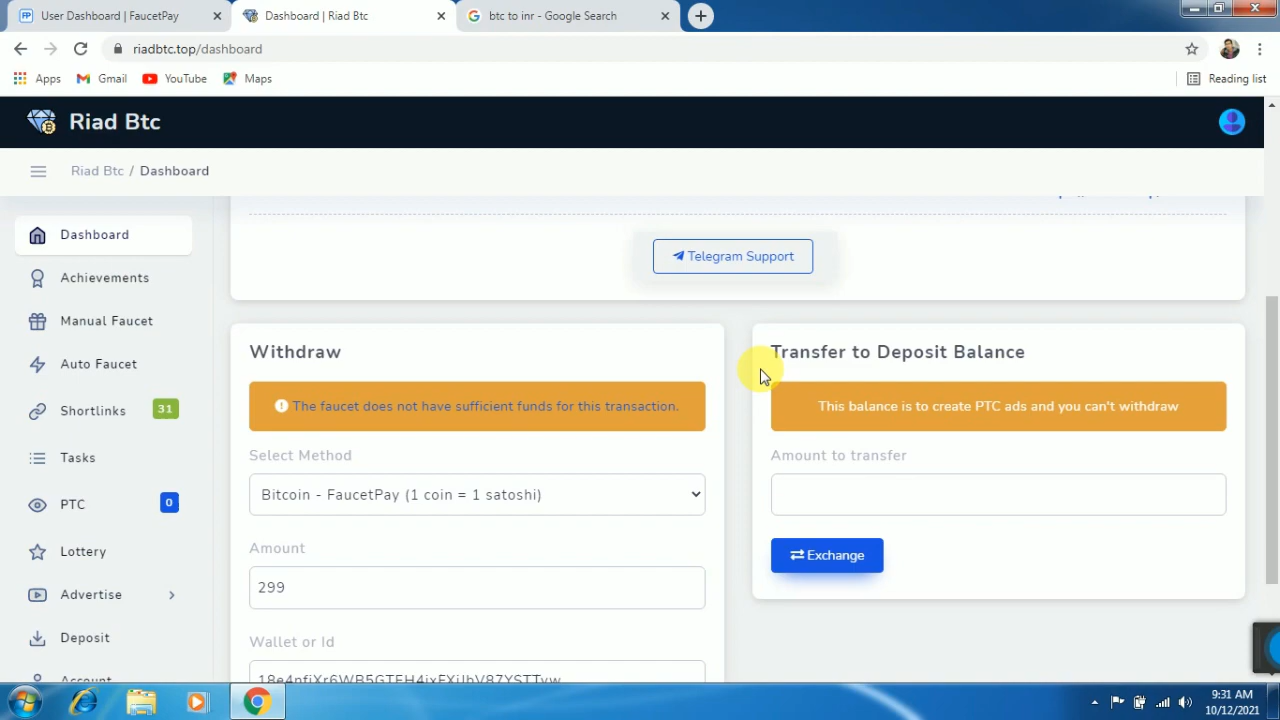 User Dashboard | FaucetPay
Dashboard | Riad Btc
btc to inr - Google Search
riadbtc.top/dashboard
Apps
Gmail
YouTube
Maps
Reading list
Riad Btc
Riad Btc / Dashboard
Dashboard
Achievements
Manual Faucet
Auto Faucet
Shortlinks 31
Tasks
PTC 0
Lottery
Advertise
Deposit
Account
Telegram Support
Withdraw
The faucet does not have sufficient funds for this transaction.
Select Method
Bitcoin - FaucetPay (1 coin = 1 satoshi)
Amount
299
Wallet or Id
Transfer to Deposit Balance
This balance is to create PTC ads and you can't withdraw
Amount to transfer
Exchange
9:31 AM
10/12/2021